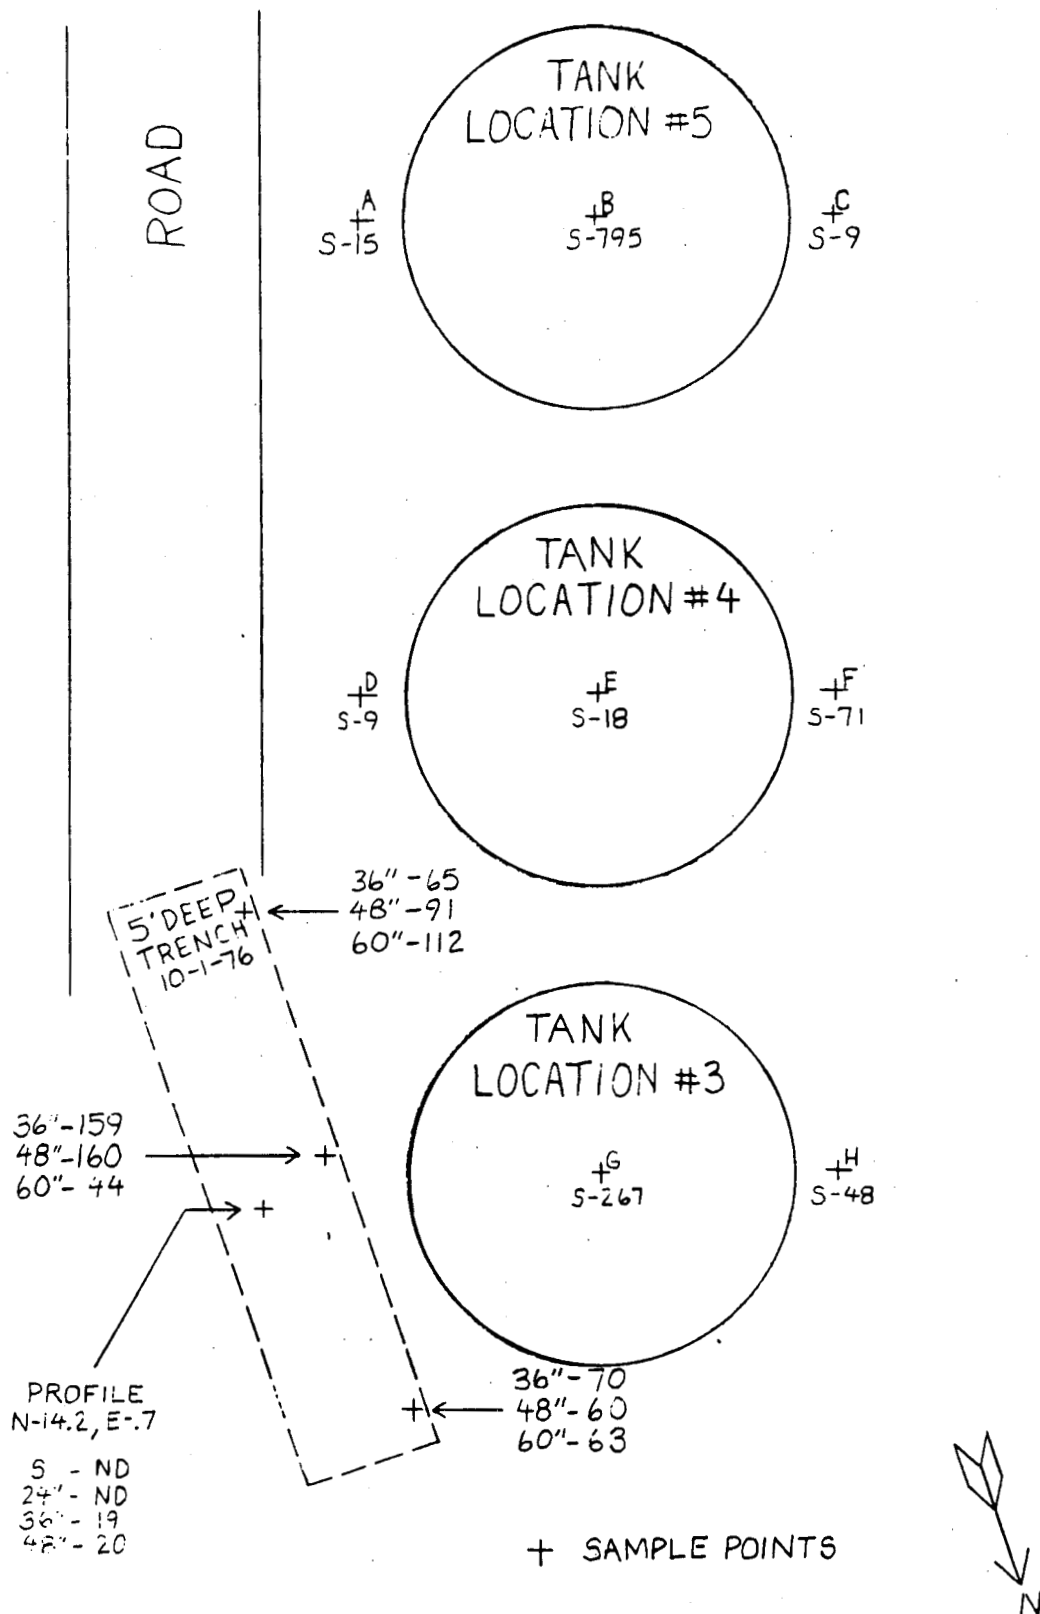 ROAD
TANK
LOCATION #5
A
S-15
B
S-795
C
S-9
TANK
LOCATION #4
D
S-9
E
S-18
F
S-71
5' DEEP
TRENCH
10-1-76
36"-65
48"-91
60"-112
TANK
LOCATION #3
G
S-267
H
S-48
36"-159
48"-160
60"-44
PROFILE
N-14.2, E-.7
S - ND
24"- ND
36"- 19
48"- 20
36"-70
48"-60
60"-63
+ SAMPLE POINTS
N